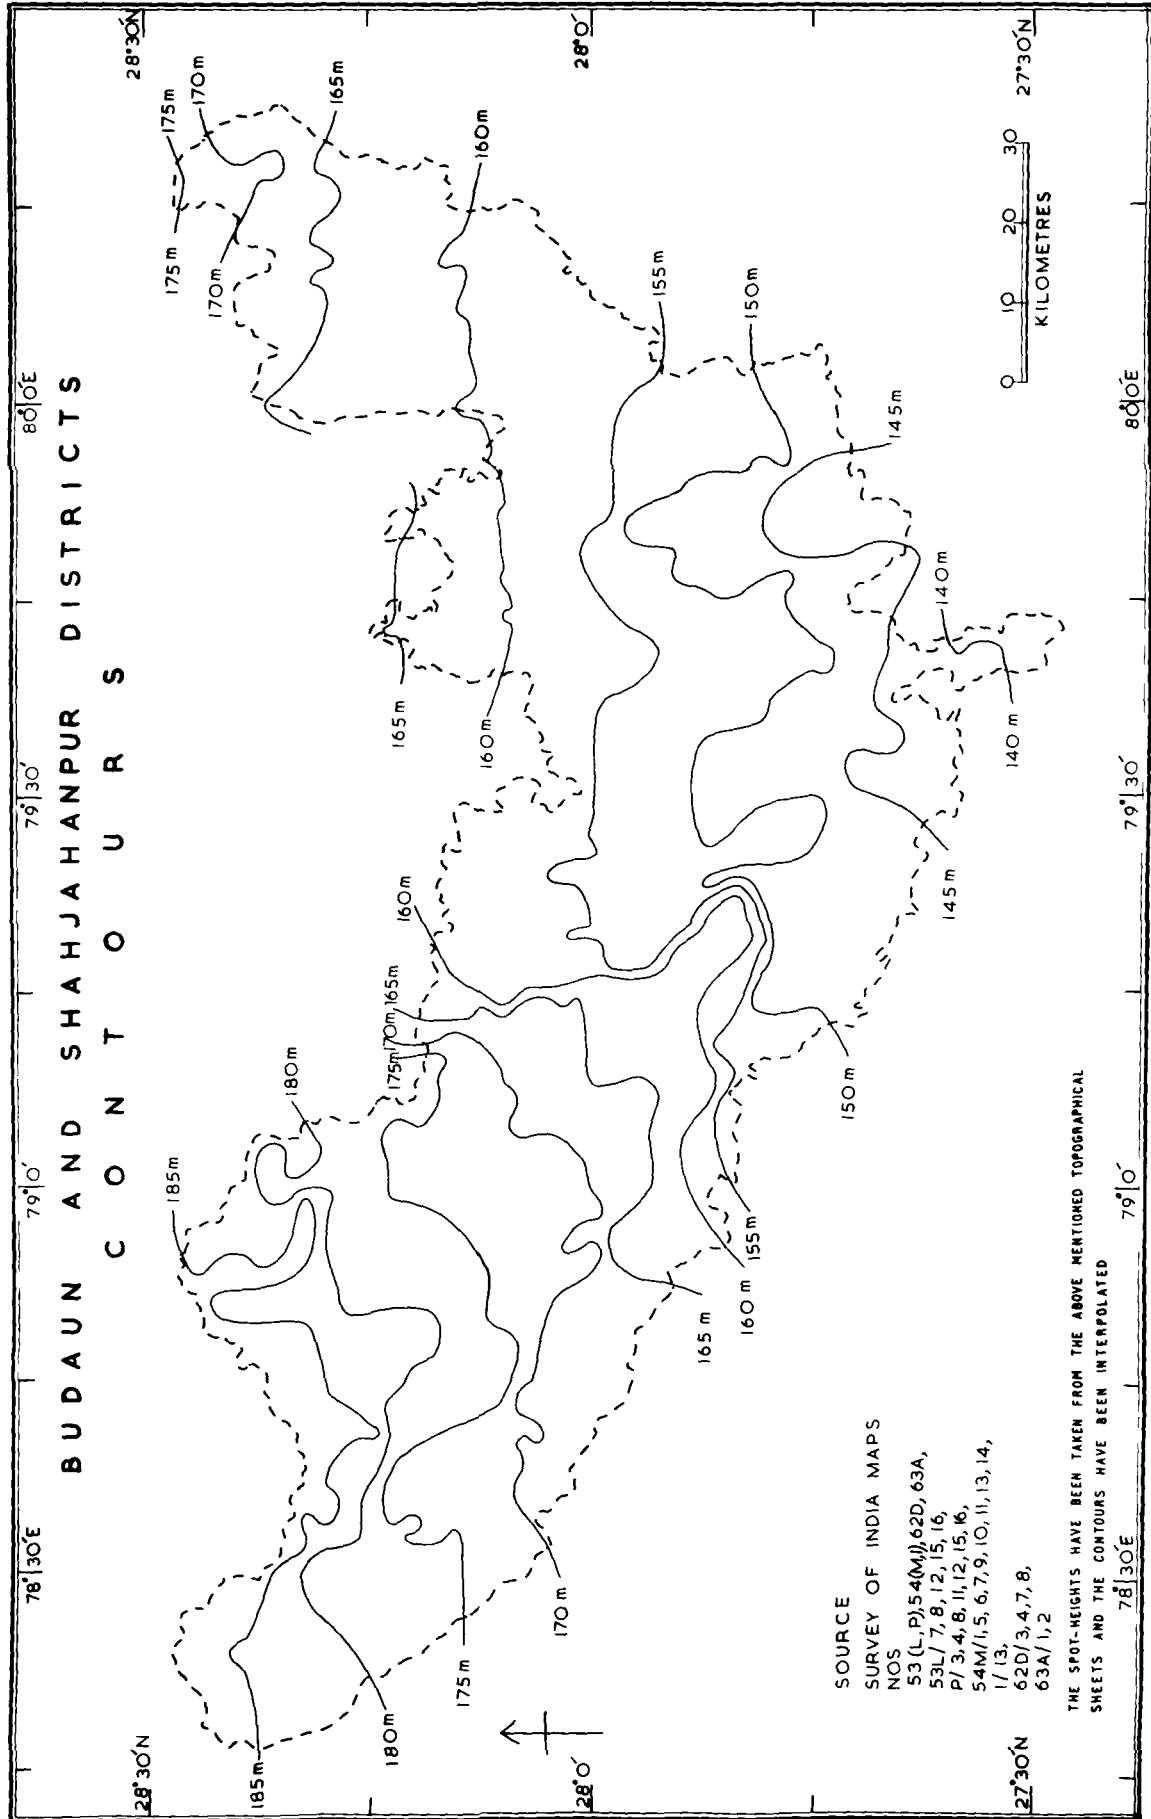 BUDAUN AND SHAHJAHANPUR DISTRICTS
CONTOURS
78°30'E
79°0'
79°30'
80°0'E
28°30'N
28°30'N
28°0'
28°0'
27°30'N
27°30'N
78°30'E
79°0'
79°30'
80°0'E
185m
180m
175m
170m
185m
180m
175m
170m
165m
160m
165m
160m
155m
150m
160m
165m
165m
145m
140m
140m
145m
150m
155m
160m
165m
170m
175m
170m
175m
0 10 20 30
KILOMETRES
SOURCE
SURVEY OF INDIA MAPS
NOS
53 (L,P),54(M,I),62D,63A,
53L/ 7, 8, 12, 15, 16,
P/ 3, 4, 8, 11, 12, 15, 16,
54M/1, 5, 6, 7, 9, 10, 11, 13, 14,
1/ 13,
62D/3, 4, 7, 8,
63A/1, 2
THE SPOT-HEIGHTS HAVE BEEN TAKEN FROM THE ABOVE MENTIONED TOPOGRAPHICAL
SHEETS AND THE CONTOURS HAVE BEEN INTERPOLATED